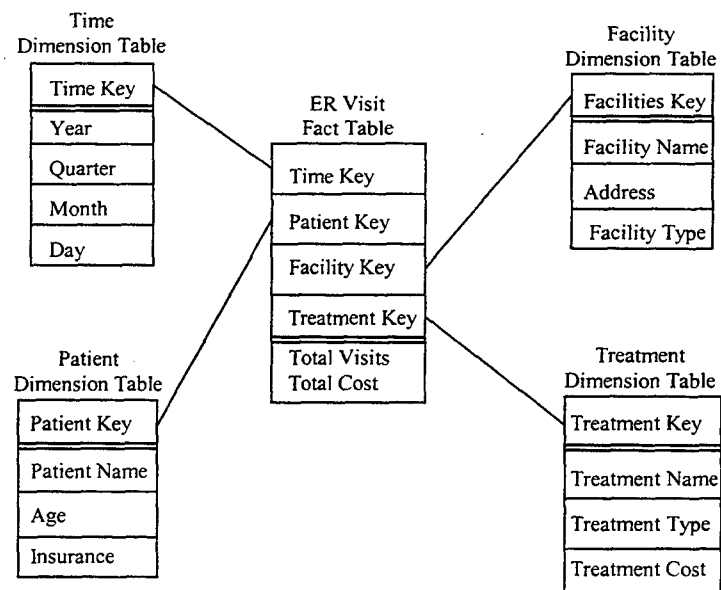 Time
Dimension Table
Time Key
Year
Quarter
Month
Day
ER Visit
Fact Table
Time Key
Patient Key
Facility Key
Treatment Key
Total Visits
Total Cost
Facility
Dimension Table
Facilities Key
Facility Name
Address
Facility Type
Patient
Dimension Table
Patient Key
Patient Name
Age
Insurance
Treatment
Dimension Table
Treatment Key
Treatment Name
Treatment Type
Treatment Cost